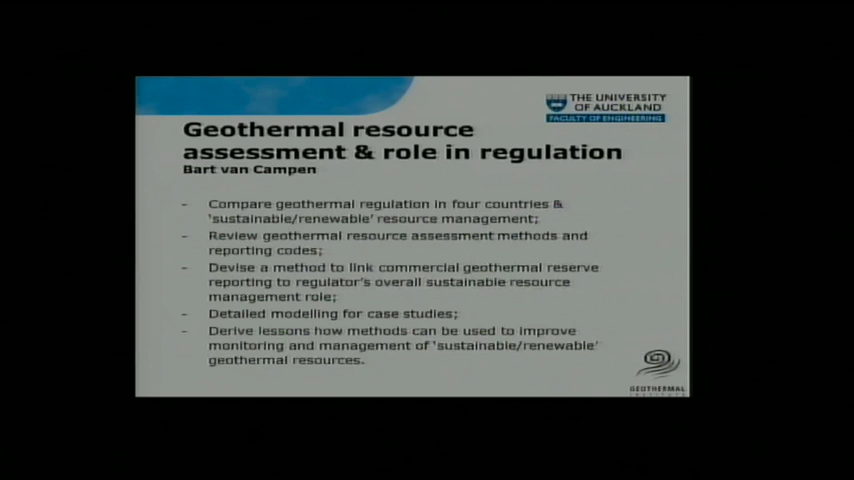 THE UNIVERSITY
OF AUCKLAND
FACULTY OF ENGINEERING
Geothermal resource
assessment & role in regulation
Bart van Campen
- Compare geothermal regulation in four countries &
'sustainable/renewable' resource management;
- Review geothermal resource assessment methods and
reporting codes;
- Devise a method to link commercial geothermal reserve
reporting to regulator's overall sustainable resource
management role;
- Detailed modelling for case studies;
- Derive lessons how methods can be used to improve
monitoring and management of 'sustainable/renewable'
geothermal resources.
GEOTHERMAL
INSTITUTE